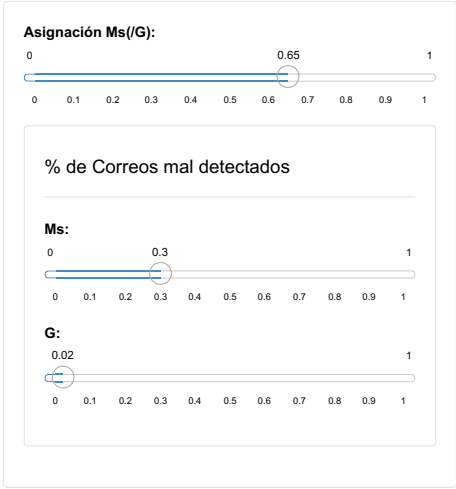 Asignación Ms(/G):
0 0.65 1
0 0.1 0.2 0.3 0.4 0.5 0.6 0.7 0.8 0.9 1
% de Correos mal detectados
Ms:
0 0.3 1
0 0.1 0.2 0.3 0.4 0.5 0.6 0.7 0.8 0.9 1
G:
0.02 1
0 0.1 0.2 0.3 0.4 0.5 0.6 0.7 0.8 0.9 1